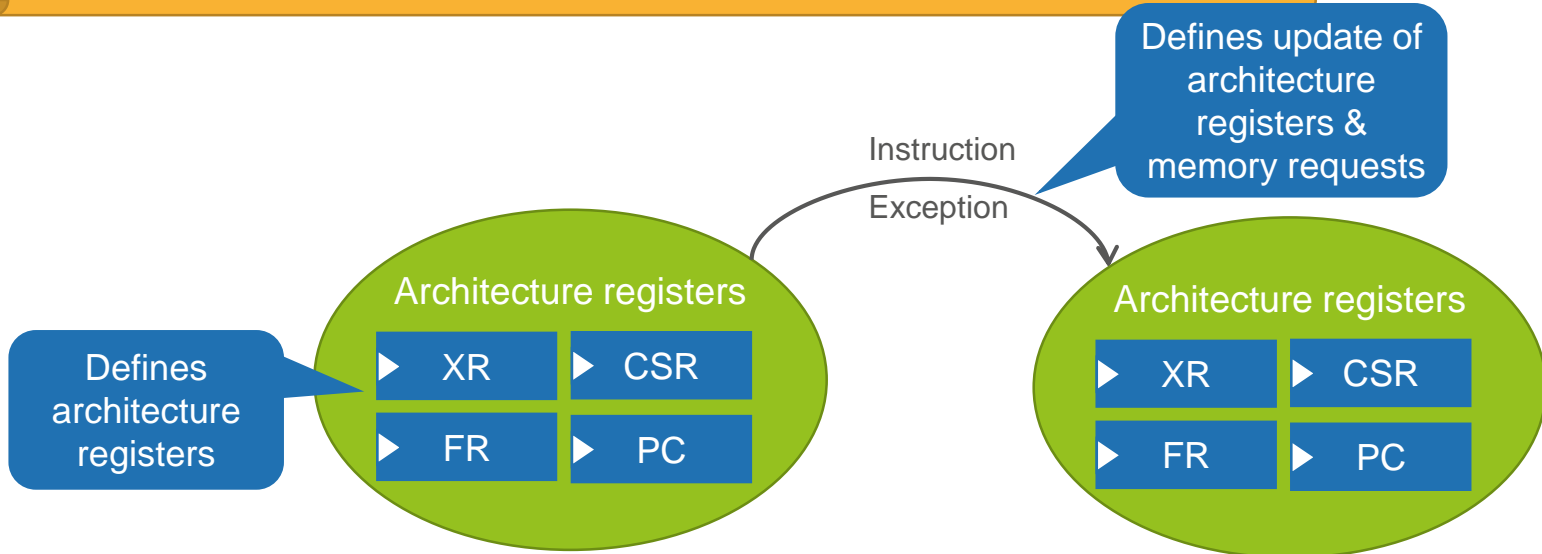 Defines update of
architecture
registers &
memory requests
Instruction
Exception
Architecture registers
XR
CSR
FR
PC
Defines
architecture
registers
Architecture registers
XR
CSR
FR
PC